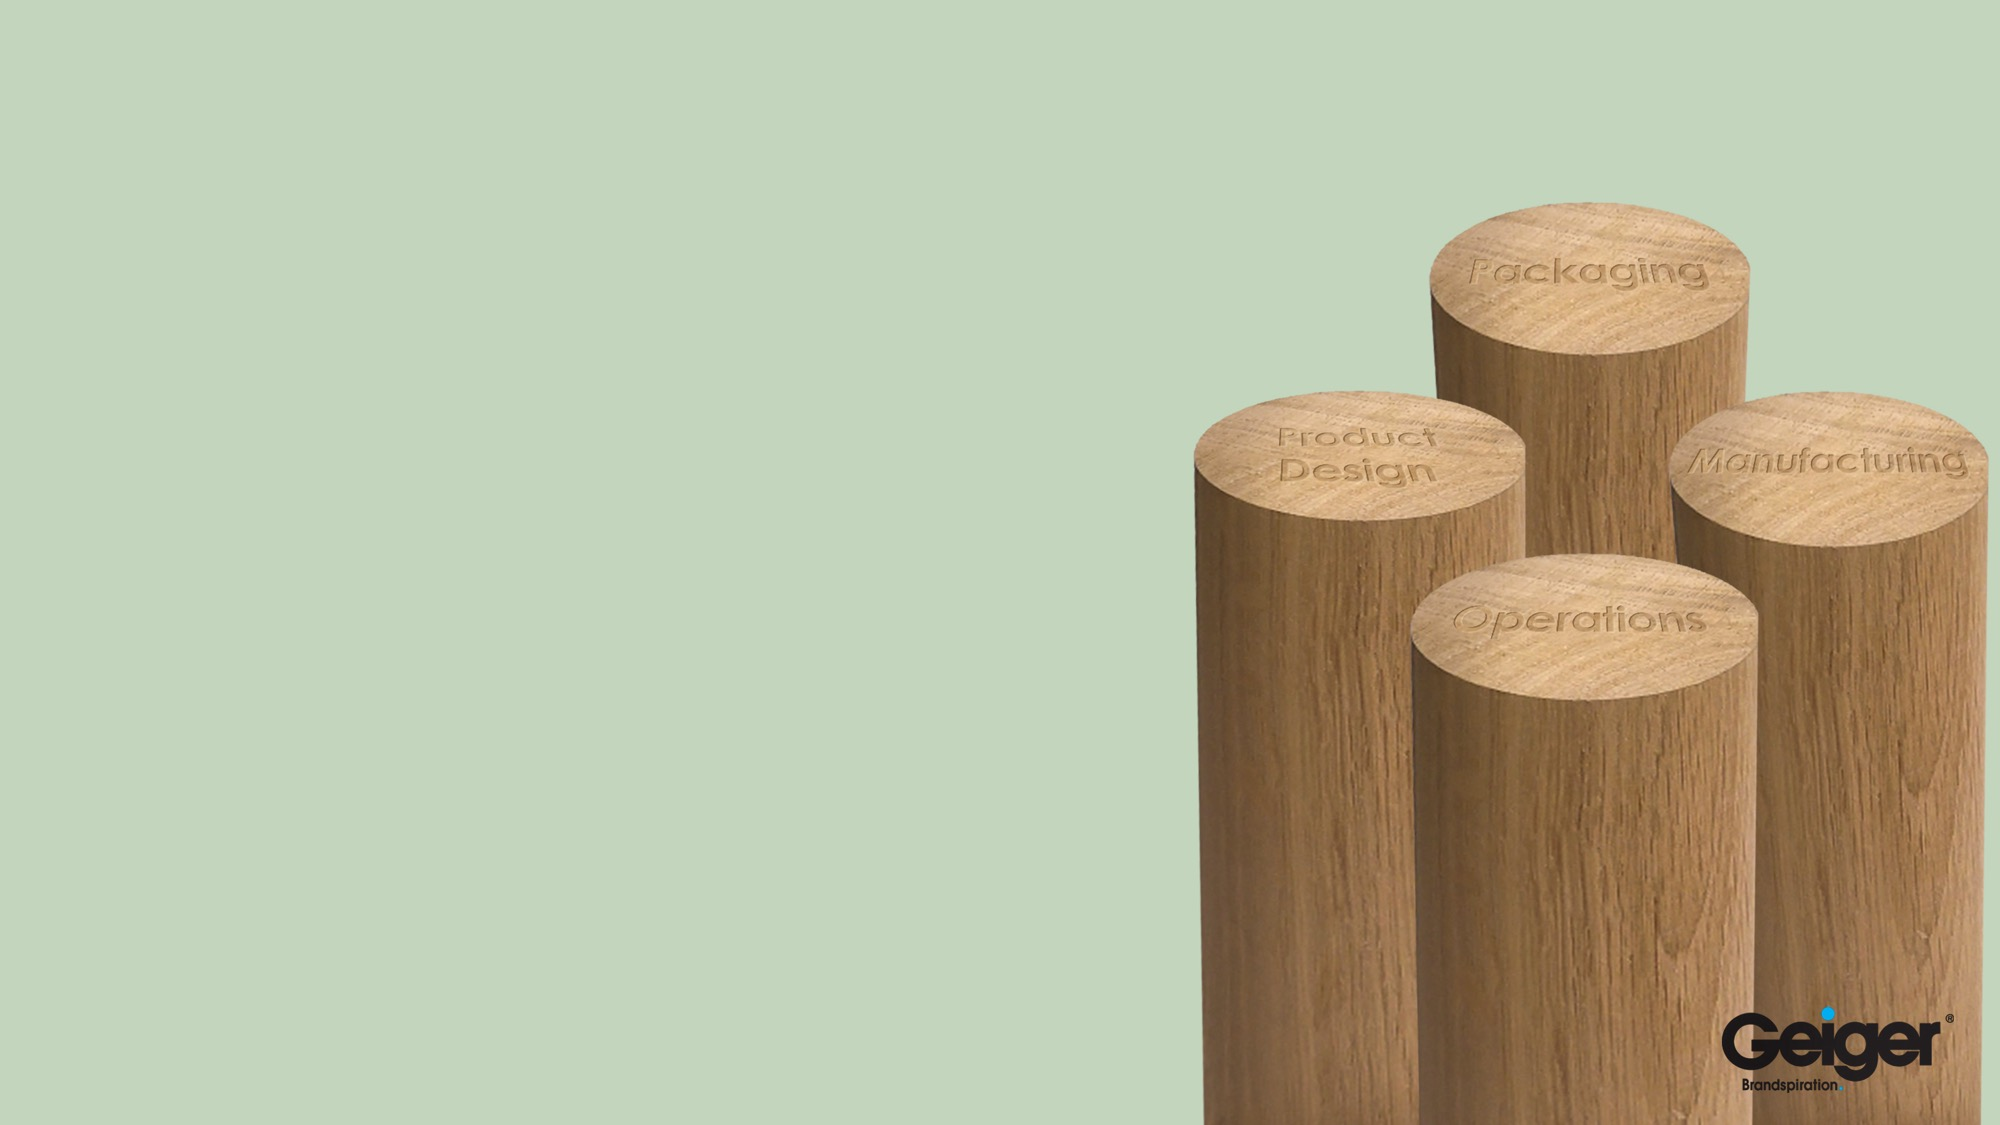 Packaging
Product
Design
Manufacturing
Operations
Geiger®
Brandspiration.